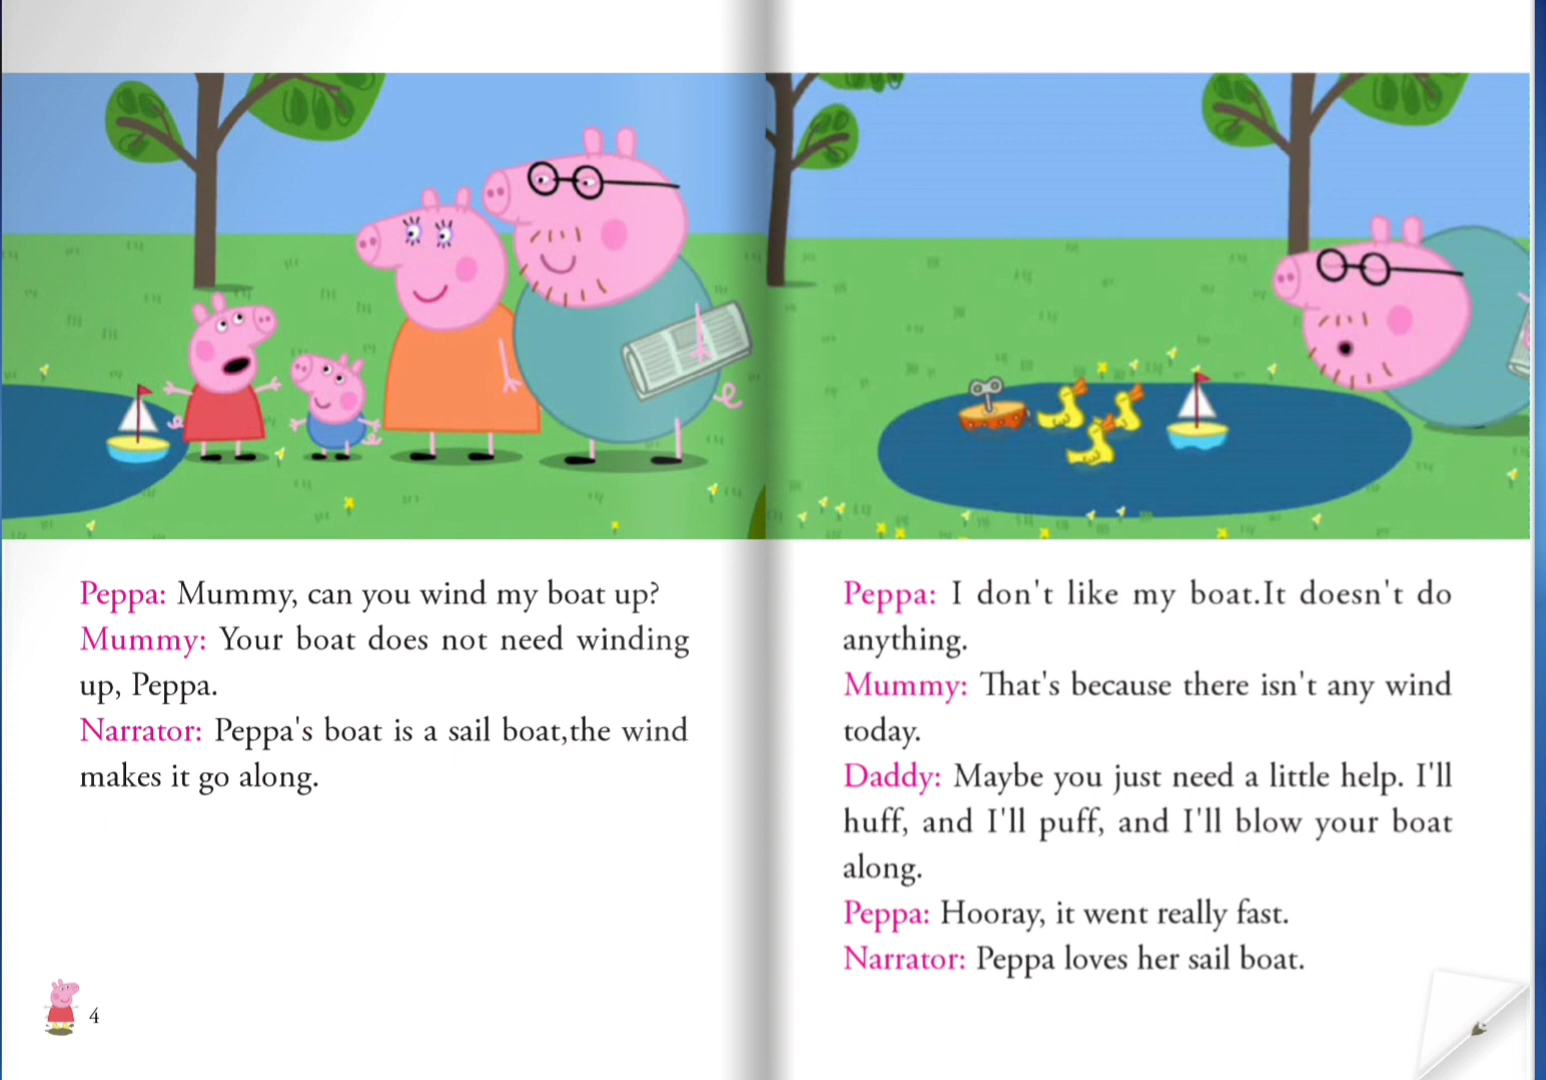 Peppa: Mummy, can you wind my boat up?
Mummy: Your boat does not need winding
up, Peppa.
Narrator: Peppa's boat is a sail boat,the wind
makes it go along.
4
Peppa: I don't like my boat.It doesn't do
anything.
Mummy: That's because there isn't any wind
today.
Daddy: Maybe you just need a little help. I'll
huff, and I'll puff, and I'll blow your boat
along.
Peppa: Hooray, it went really fast.
Narrator: Peppa loves her sail boat.